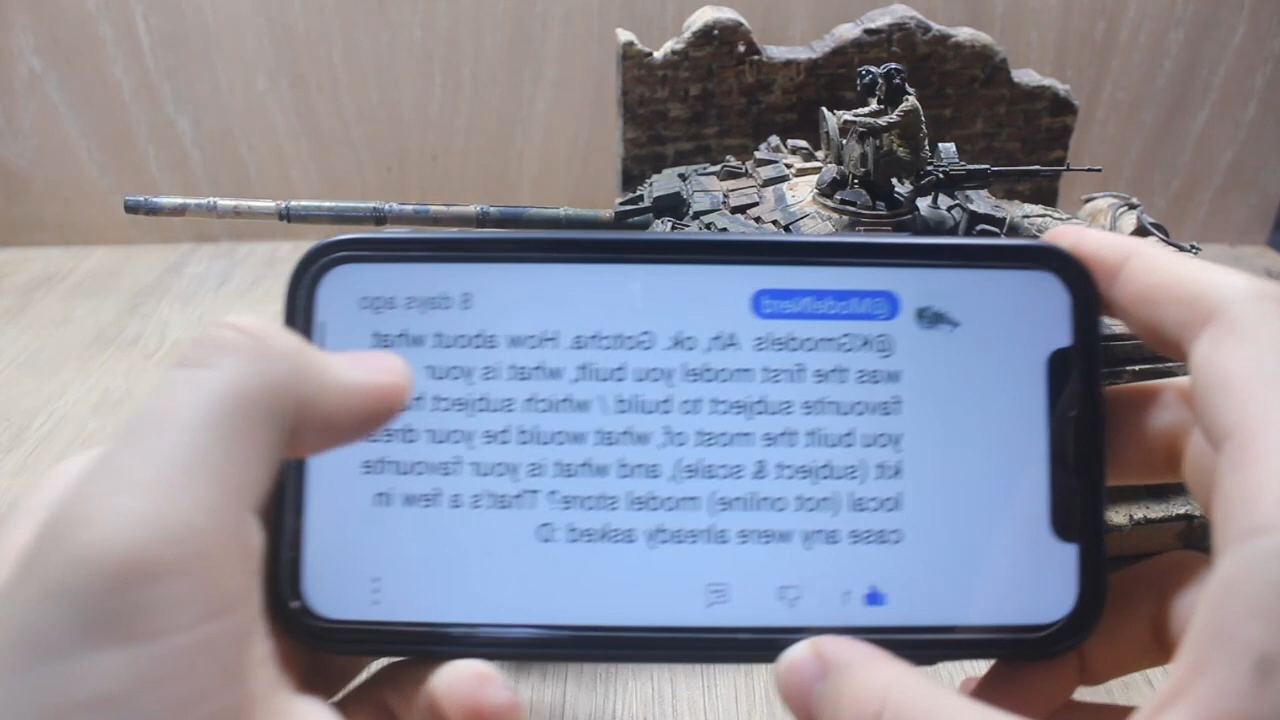 @ModelNerd 8 days ago
@KGmodels Ah, ok. Gotcha. How about what
was the first model you built, what is your
favourite subject to build / which subject
you built the most of, what would be your
kit (subject & scale), and what is your favourite
local (not online) model store? That's a few in
case any were already asked :D
1